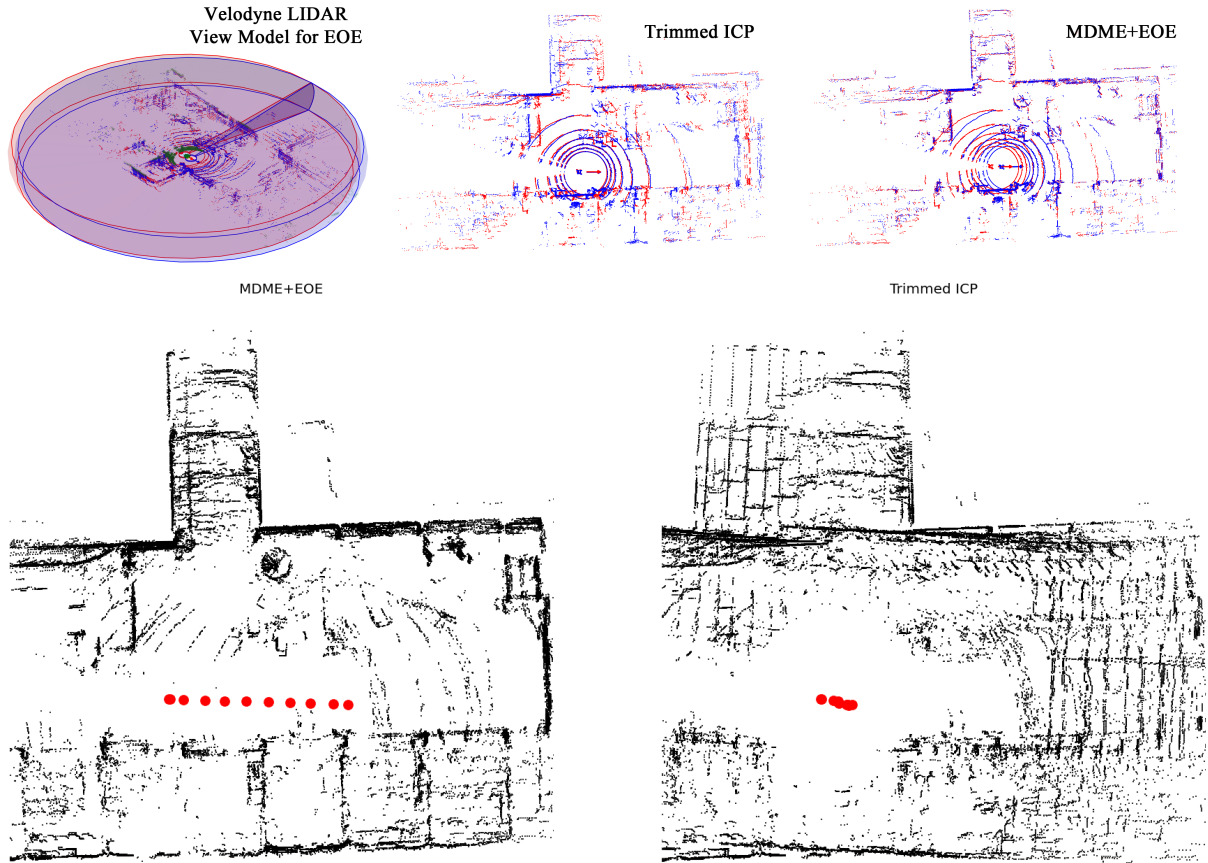 Velodyne LIDAR
View Model for EOE
Trimmed ICP
MDME+EOE
MDME+EOE
Trimmed ICP